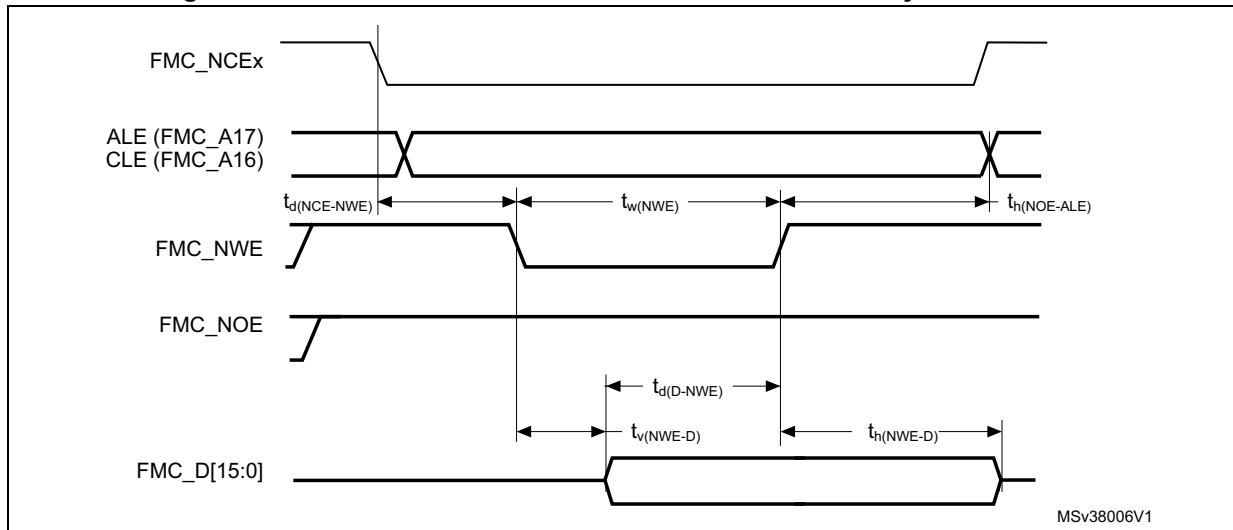 FMC_NCEx
ALE (FMC_A17)
CLE (FMC_A16)
td(NCE-NWE)
tw(NWE)
th(NOE-ALE)
FMC_NWE
FMC_NOE
td(D-NWE)
tv(NWE-D)
th(NWE-D)
FMC_D[15:0]
MSv38006V1